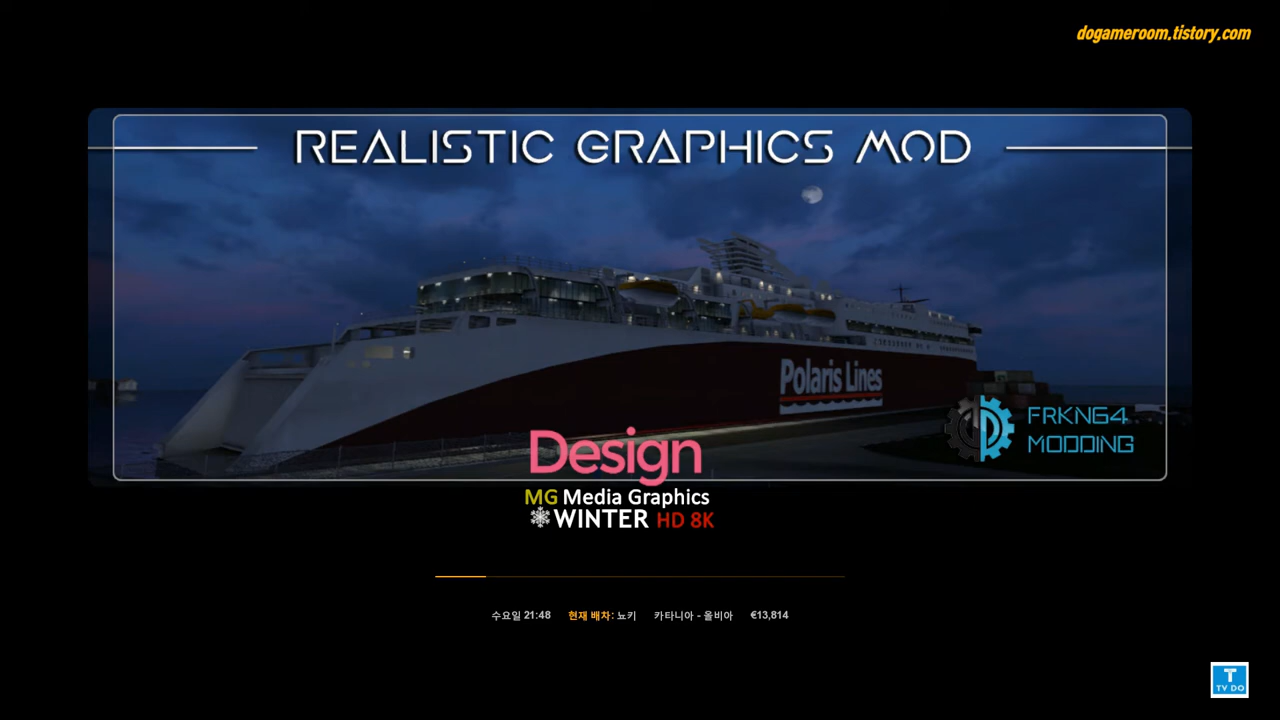 dogameroom.tistory.com
REALISTIC GRAPHICS MOD
Polaris Lines
FRKN64
MODDING
Design
MG Media Graphics
WINTER HD 8K
수요일 21:48 현재 배차: 뇨키 카타니아 - 올비아 €13,814
T
TV DO